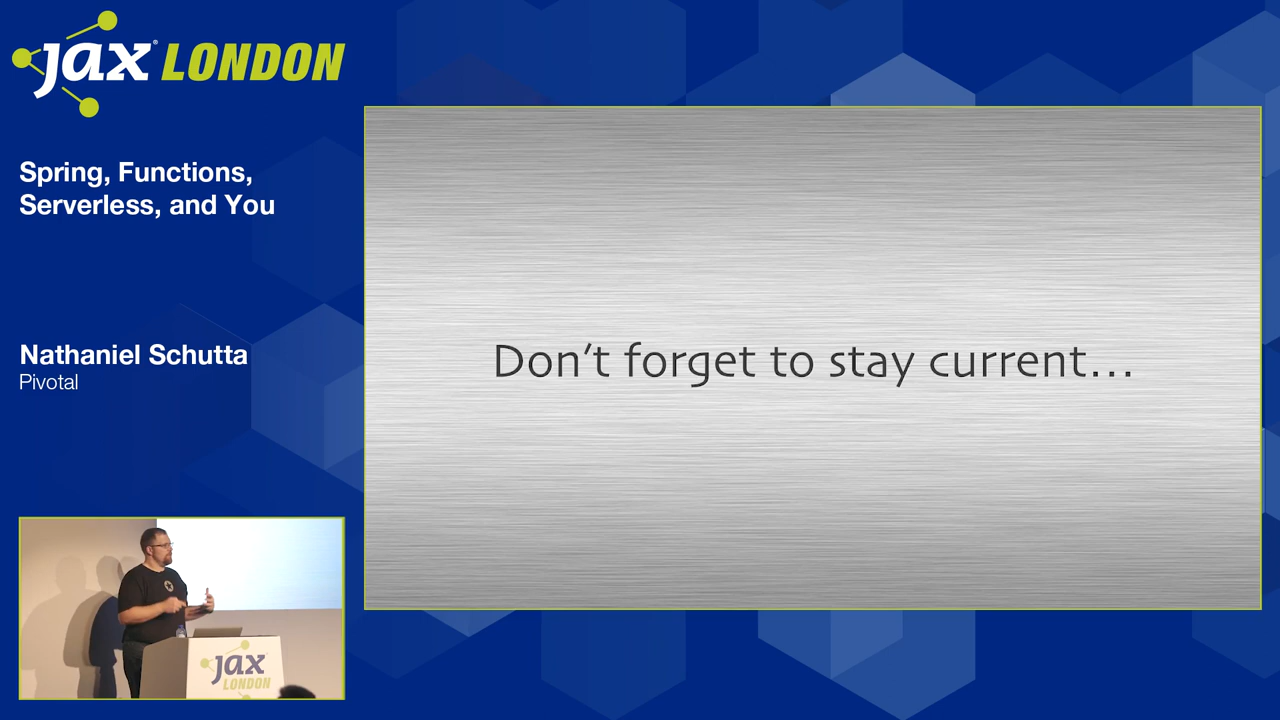 jax LONDON
Spring, Functions,
Serverless, and You
Nathaniel Schutta
Pivotal
Don't forget to stay current...
jax
LONDON